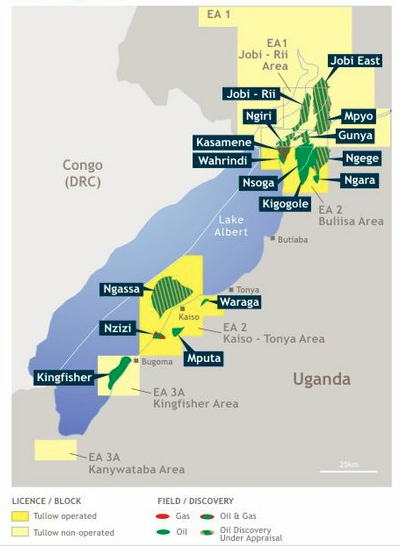 EA 1
EA1
Jobi - Rii
Area
Jobi East
Jobi - Rii
Ngiri
Mpyo
Gunya
Kasamene
Wahrindi
Ngege
Nsoga
Ngara
Kigogole
EA 2
Buliisa Area
Congo
(DRC)
Lake
Albert
Butiaba
Ngassa
Tonya
Waraga
Kaiso
Nzizi
EA 2
Kaiso - Tonya Area
Mputa
Bugoma
Kingfisher
Uganda
EA 3A
Kingfisher Area
EA 3A
Kanywataba Area
25km
LICENCE / BLOCK
Tullow operated
Tullow non-operated
FIELD / DISCOVERY
Gas
Oil & Gas
Oil
Oil Discovery
Under Appraisal